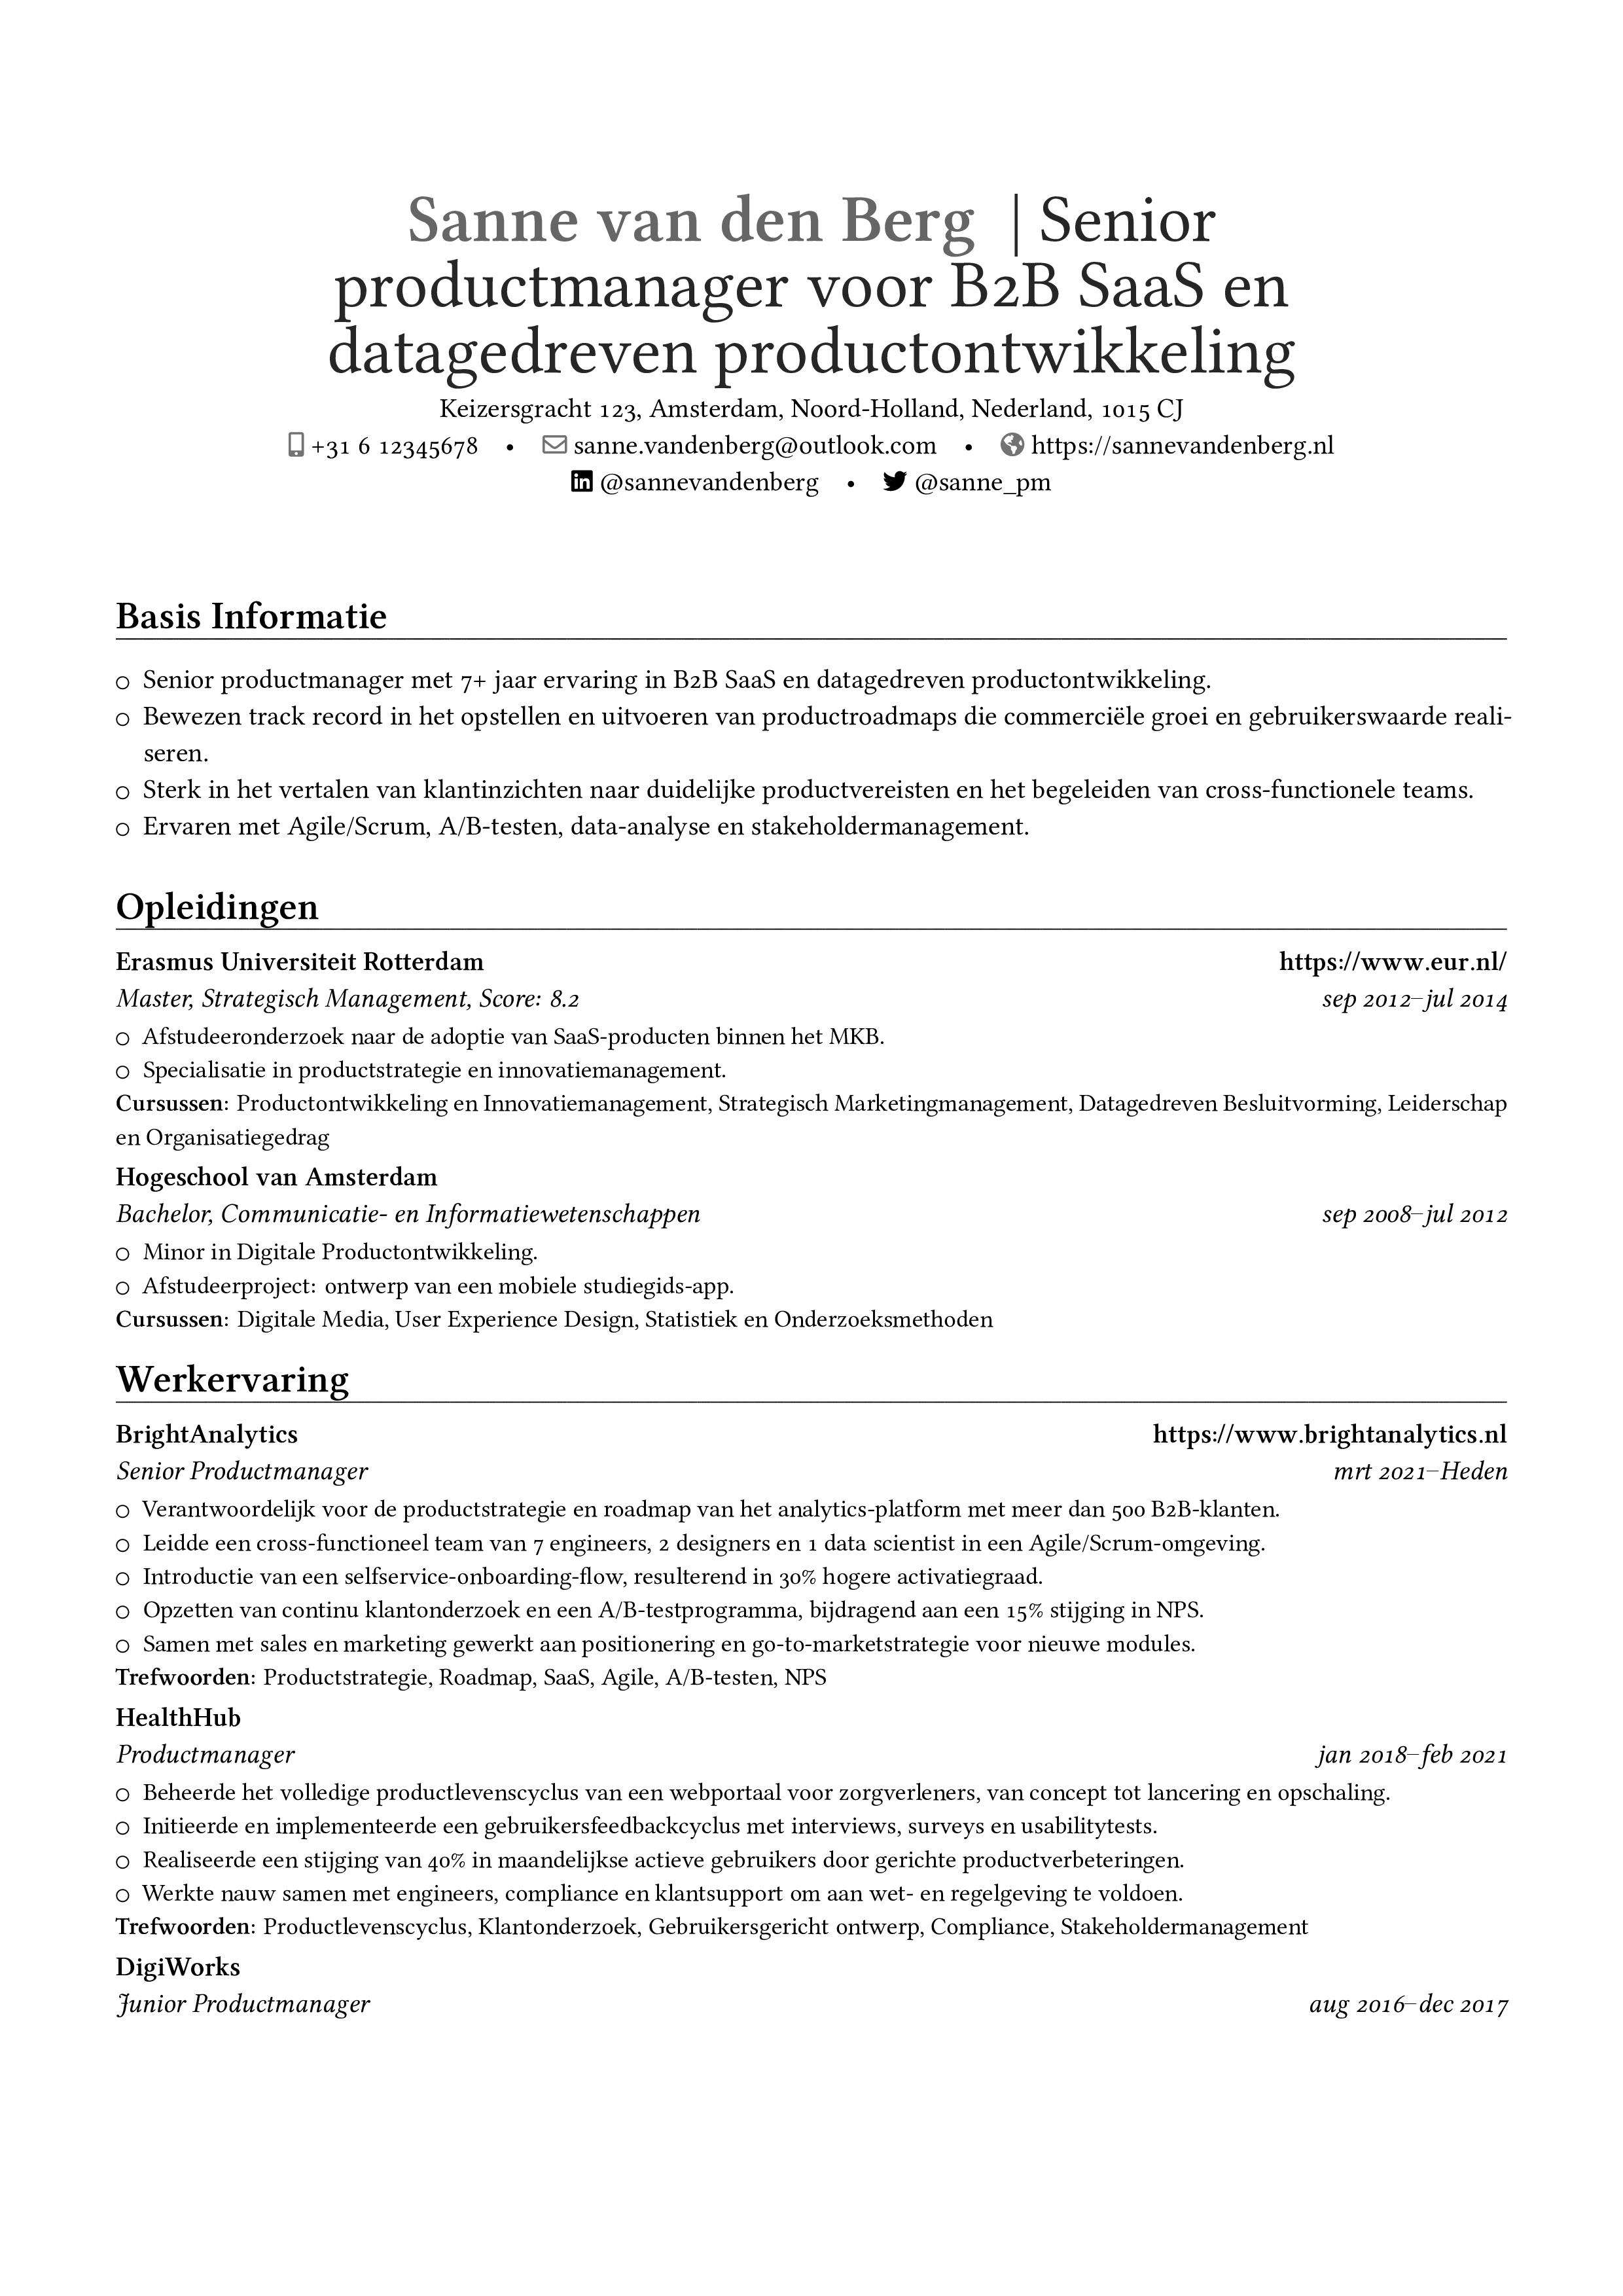 Sanne van den Berg | Senior
productmanager voor B2B SaaS en
datagedreven productontwikkeling
Keizersgracht 123, Amsterdam, Noord-Holland, Nederland, 1015 CJ
+31 6 12345678 • sanne.vandenberg@outlook.com • https://sannevandenberg.nl
@sannevandenberg • @sanne_pm
Basis Informatie
○ Senior productmanager met 7+ jaar ervaring in B2B SaaS en datagedreven productontwikkeling.
○ Bewezen track record in het opstellen en uitvoeren van productroadmaps die commerciële groei en gebruikerswaarde reali-
seren.
○ Sterk in het vertalen van klantinzichten naar duidelijke productvereisten en het begeleiden van cross-functionele teams.
○ Ervaren met Agile/Scrum, A/B-testen, data-analyse en stakeholdermanagement.
Opleidingen
Erasmus Universiteit Rotterdam https://www.eur.nl/
Master, Strategisch Management, Score: 8.2 sep 2012–jul 2014
○ Afstudeeronderzoek naar de adoptie van SaaS-producten binnen het MKB.
○ Specialisatie in productstrategie en innovatiemanagement.
Cursussen: Productontwikkeling en Innovatiemanagement, Strategisch Marketingmanagement, Datagedreven Besluitvorming, Leiderschap
en Organisatiegedrag
Hogeschool van Amsterdam
Bachelor, Communicatie- en Informatiewetenschappen sep 2008–jul 2012
○ Minor in Digitale Productontwikkeling.
○ Afstudeerproject: ontwerp van een mobiele studiegids-app.
Cursussen: Digitale Media, User Experience Design, Statistiek en Onderzoeksmethoden
Werkervaring
BrightAnalytics https://www.brightanalytics.nl
Senior Productmanager mrt 2021–Heden
○ Verantwoordelijk voor de productstrategie en roadmap van het analytics-platform met meer dan 500 B2B-klanten.
○ Leidde een cross-functioneel team van 7 engineers, 2 designers en 1 data scientist in een Agile/Scrum-omgeving.
○ Introductie van een selfservice-onboarding-flow, resulterend in 30% hogere activatiegraad.
○ Opzetten van continu klantonderzoek en een A/B-testprogramma, bijdragend aan een 15% stijging in NPS.
○ Samen met sales en marketing gewerkt aan positionering en go-to-marketstrategie voor nieuwe modules.
Trefwoorden: Productstrategie, Roadmap, SaaS, Agile, A/B-testen, NPS
HealthHub
Productmanager jan 2018–feb 2021
○ Beheerde het volledige productlevenscyclus van een webportaal voor zorgverleners, van concept tot lancering en opschaling.
○ Initieerde en implementeerde een gebruikersfeedbackcyclus met interviews, surveys en usabilitytests.
○ Realiseerde een stijging van 40% in maandelijkse actieve gebruikers door gerichte productverbeteringen.
○ Werkte nauw samen met engineers, compliance en klantsupport om aan wet- en regelgeving te voldoen.
Trefwoorden: Productlevenscyclus, Klantonderzoek, Gebruikersgericht ontwerp, Compliance, Stakeholdermanagement
DigiWorks
Junior Productmanager aug 2016–dec 2017